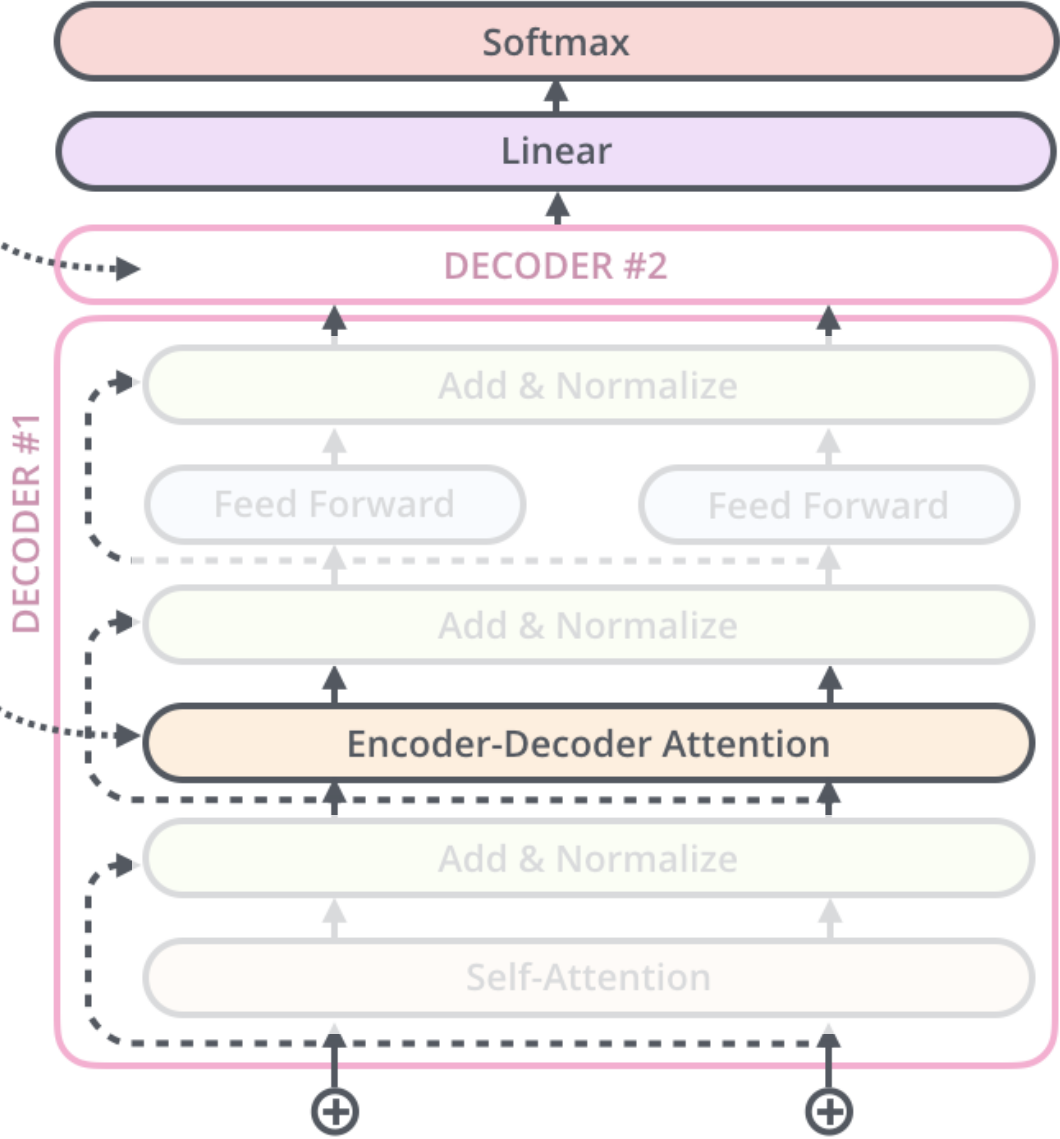 Softmax
Linear
DECODER #2
DECODER #1
Add & Normalize
Feed Forward
Feed Forward
Add & Normalize
Encoder-Decoder Attention
Add & Normalize
Self-Attention